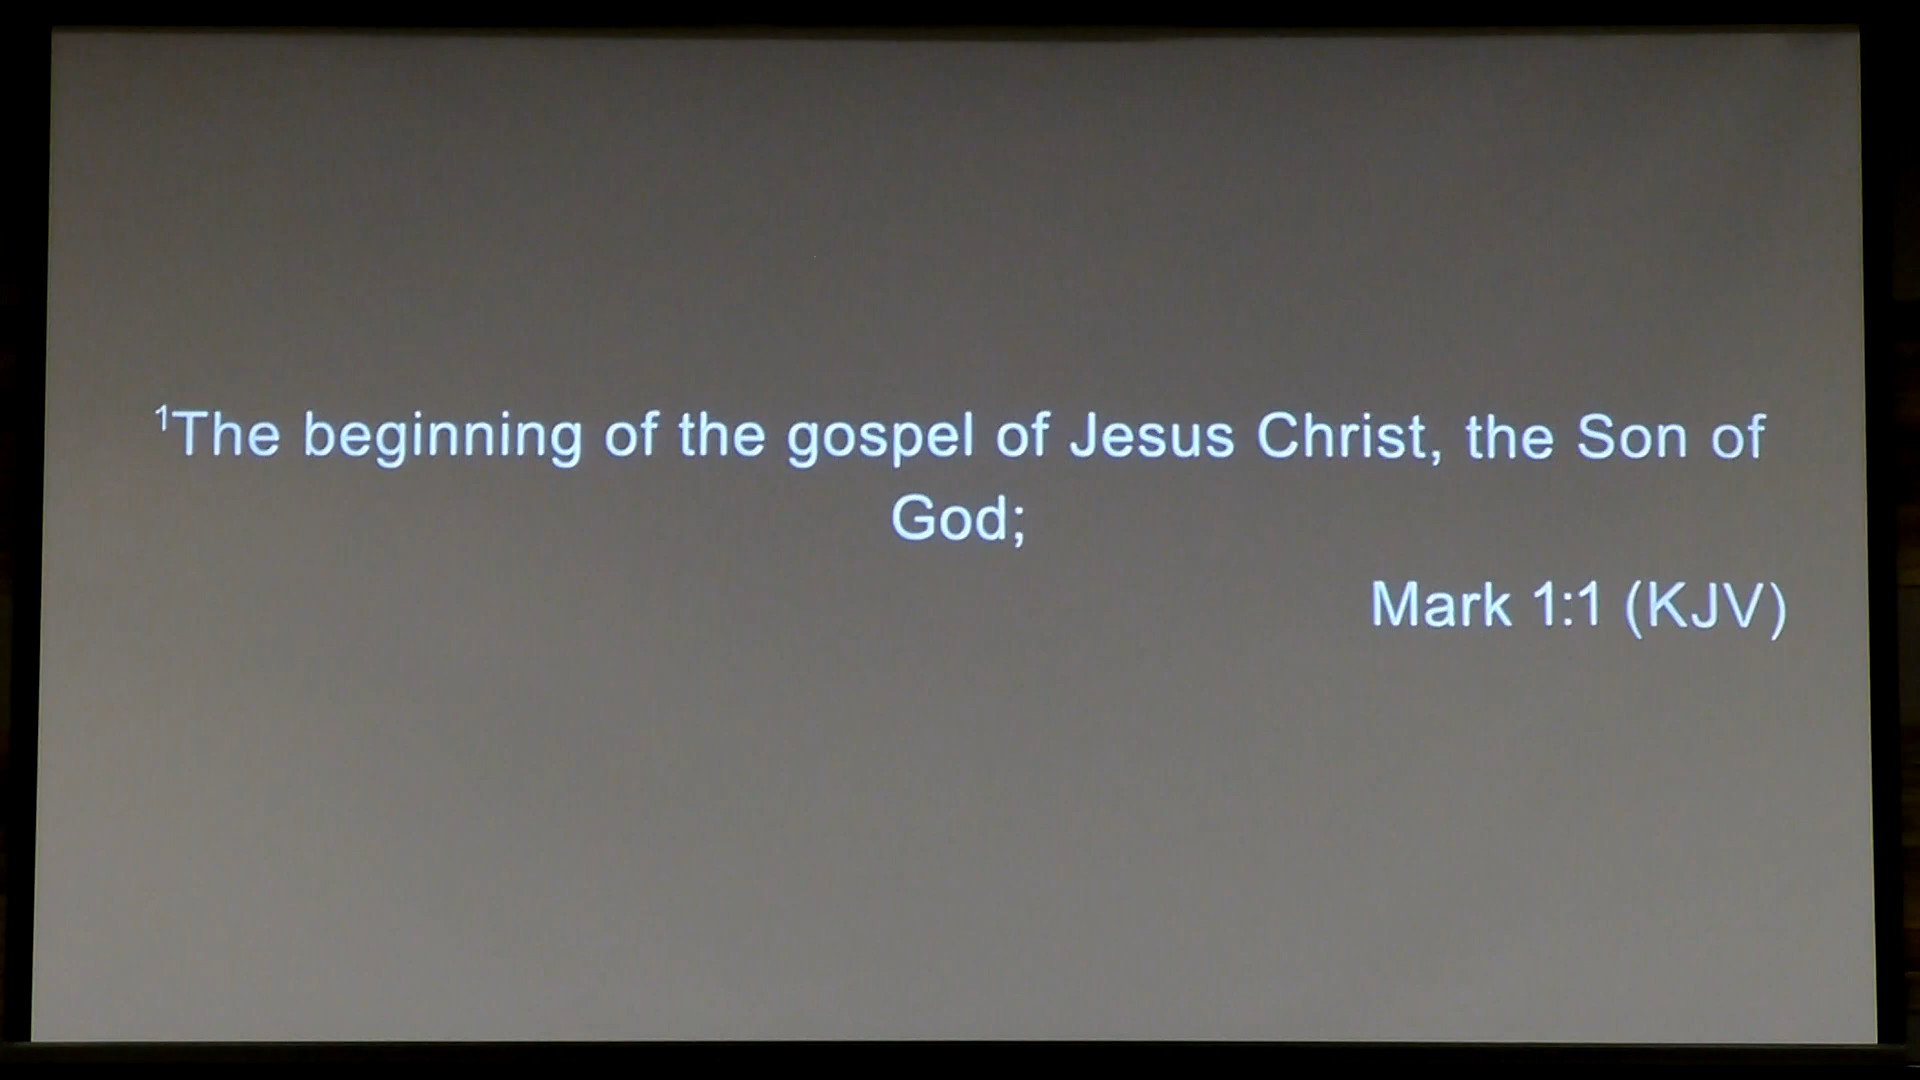 ¹The beginning of the gospel of Jesus Christ, the Son of
God;
Mark 1:1 (KJV)